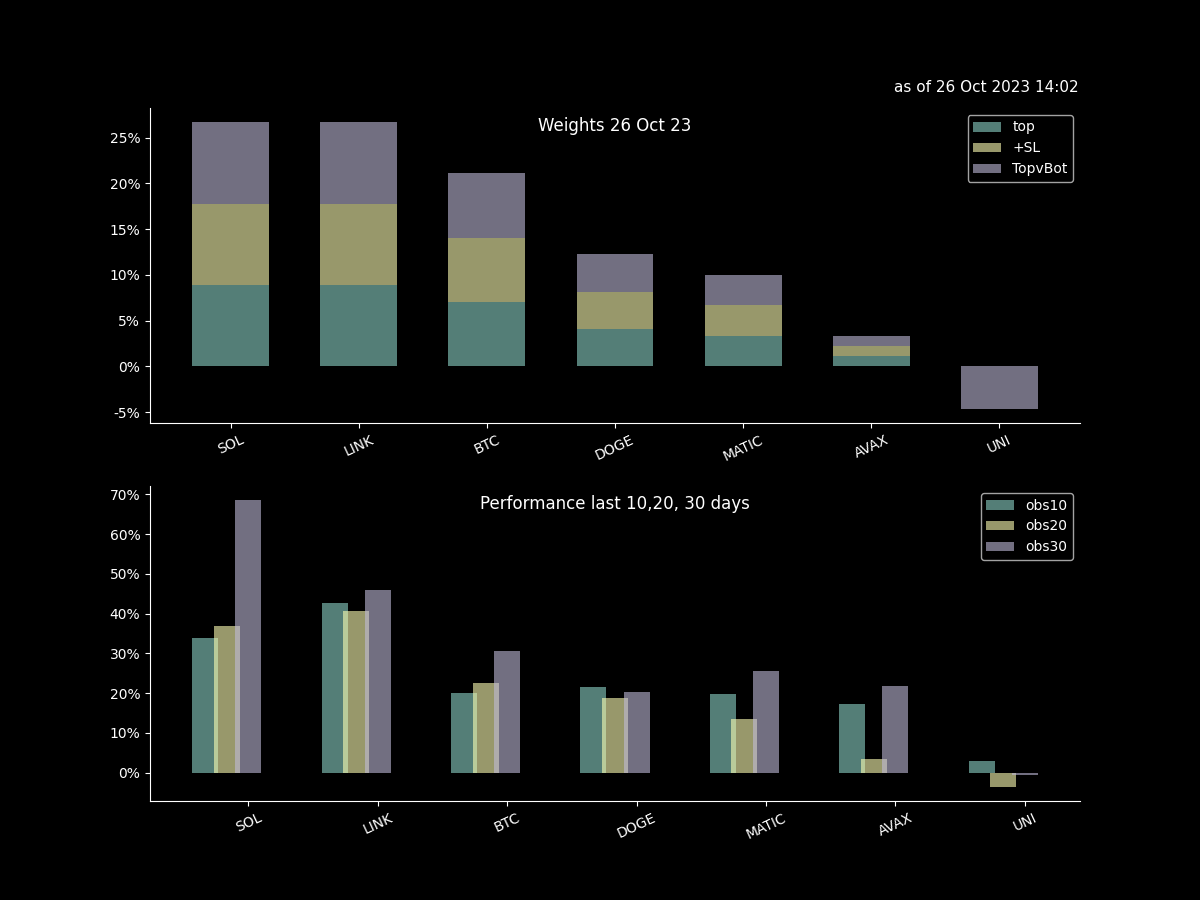 as of 26 Oct 2023 14:02
Weights 26 Oct 23
top
+SL
TopvBot
25%
20%
15%
10%
5%
0%
-5%
SOL LINK BTC DOGE MATIC AVAX UNI
Performance last 10,20, 30 days
obs10
obs20
obs30
70%
60%
50%
40%
30%
20%
10%
0%
SOL LINK BTC DOGE MATIC AVAX UNI